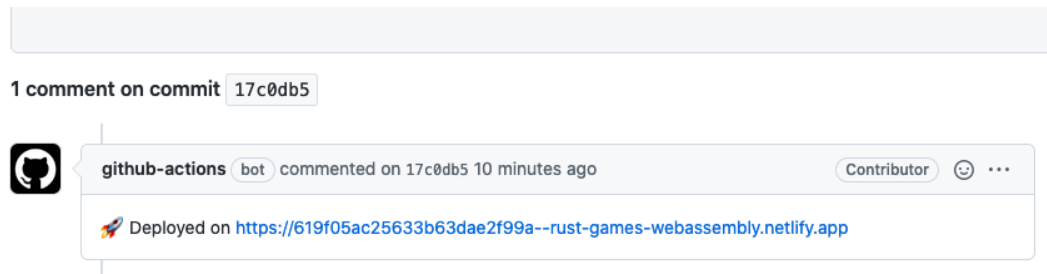 1 comment on commit 17c0db5
github-actions bot commented on 17c0db5 10 minutes ago Contributor
🚀 Deployed on https://619f05ac25633b63dae2f99a--rust-games-webassembly.netlify.app